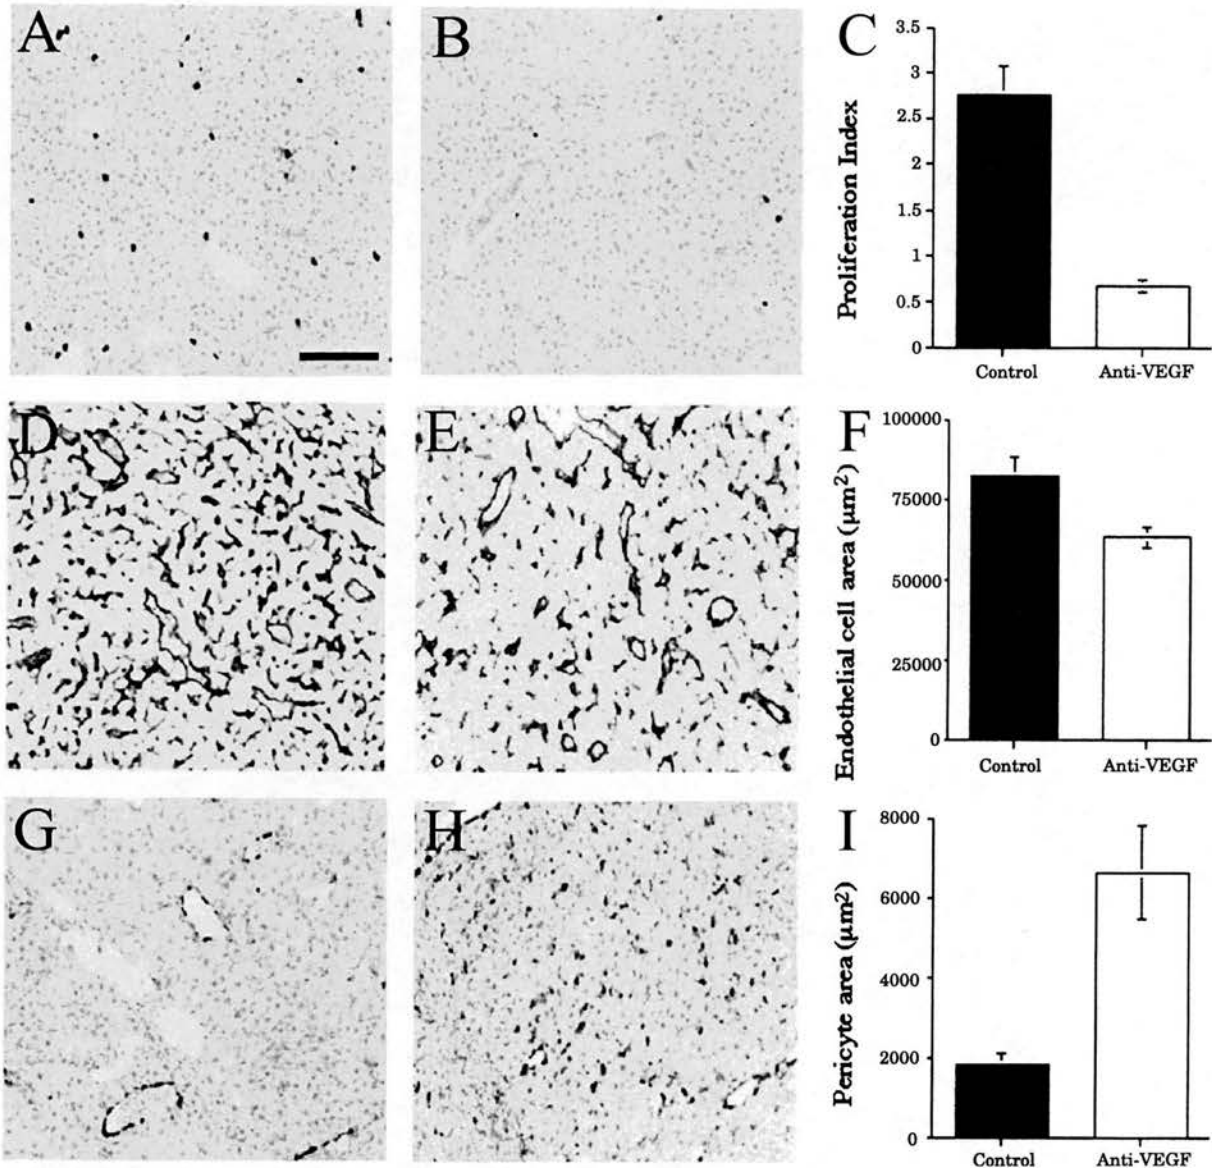 A
B
C
3.5
3
2.5
2
1.5
1
0.5
0
Proliferation Index
Control
Anti-VEGF
D
E
F
100000
75000
50000
25000
0
Endothelial cell area (μm²)
Control
Anti-VEGF
G
H
I
8000
6000
4000
2000
0
Pericyte area (μm²)
Control
Anti-VEGF